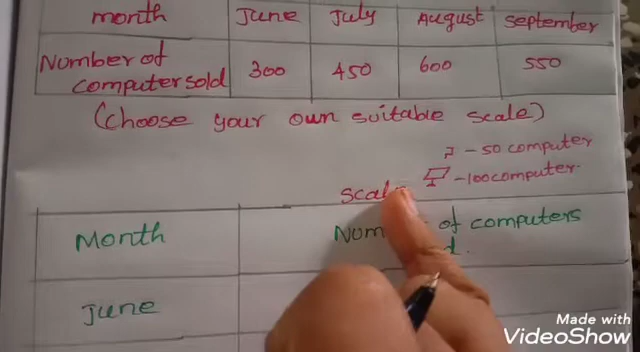 month June July August September
Number of computer sold 300 450 600 550
(Choose your own suitable scale)
- 50 computer
Scale - 100 computer.
Month of computers
June
Made with
VideoShow